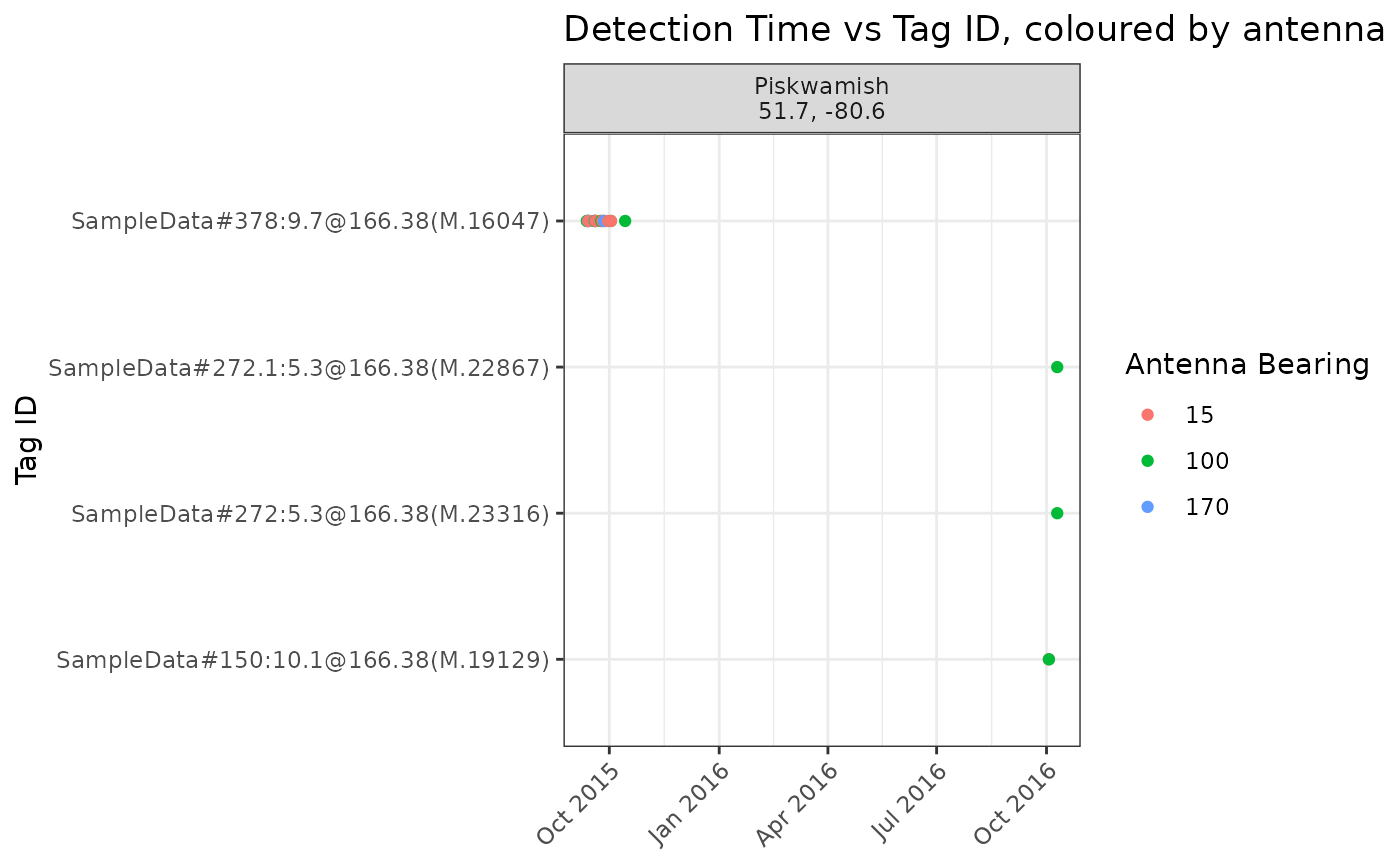 Detection Time vs Tag ID, coloured by antenna
Piskwamish
51.7, -80.6
Tag ID
SampleData#378:9.7@166.38(M.16047)
SampleData#272.1:5.3@166.38(M.22867)
SampleData#272:5.3@166.38(M.23316)
SampleData#150:10.1@166.38(M.19129)
Oct 2015
Jan 2016
Apr 2016
Jul 2016
Oct 2016
Antenna Bearing
15
100
170